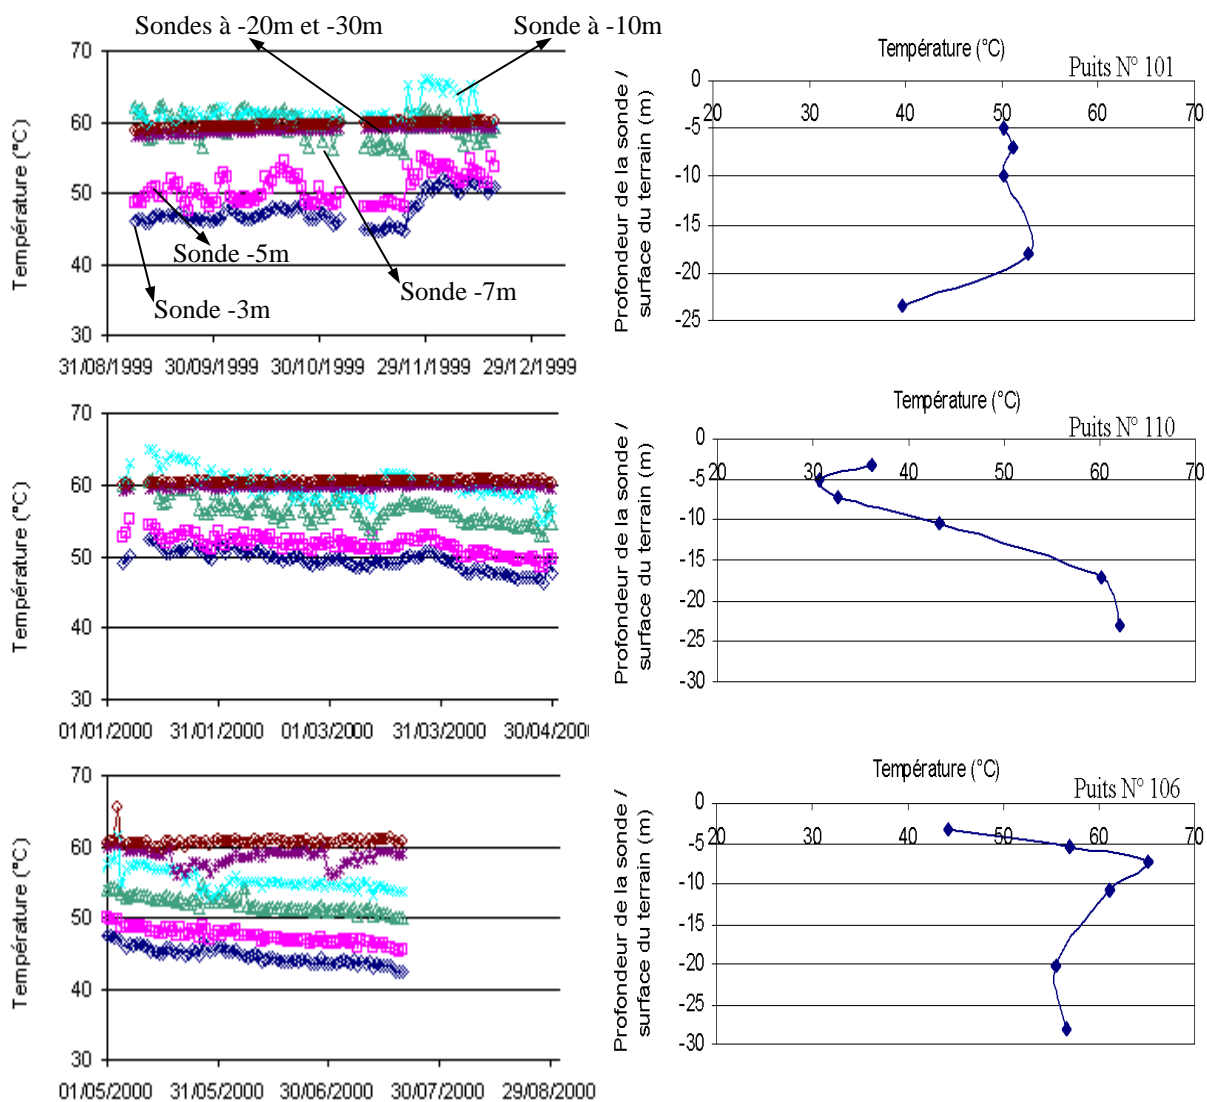 Sondes à -20m et -30m
Sonde à -10m
Température (°C)
70
60
50
40
30
Sonde -5m
Sonde -7m
Sonde -3m
31/08/1999 30/09/1999 30/10/1999 29/11/1999 29/12/1999
Température (°C)
Puits N° 101
Profondeur de la sonde /
surface du terrain (m)
20 30 40 50 60 70
0
-5
-10
-15
-20
-25
Température (°C)
70
60
50
40
30
01/01/2000 31/01/2000 01/03/2000 31/03/2000 30/04/200
Température (°C)
Puits N° 110
Profondeur de la sonde /
surface du terrain (m)
20 30 40 50 60 70
0
-5
-10
-15
-20
-25
-30
Température (°C)
70
60
50
40
30
01/05/2000 31/05/2000 30/06/2000 30/07/2000 29/08/2000
Température (°C)
Puits N° 106
Profondeur de la sonde /
surface du terrain (m)
20 30 40 50 60 70
0
-5
-10
-15
-20
-25
-30